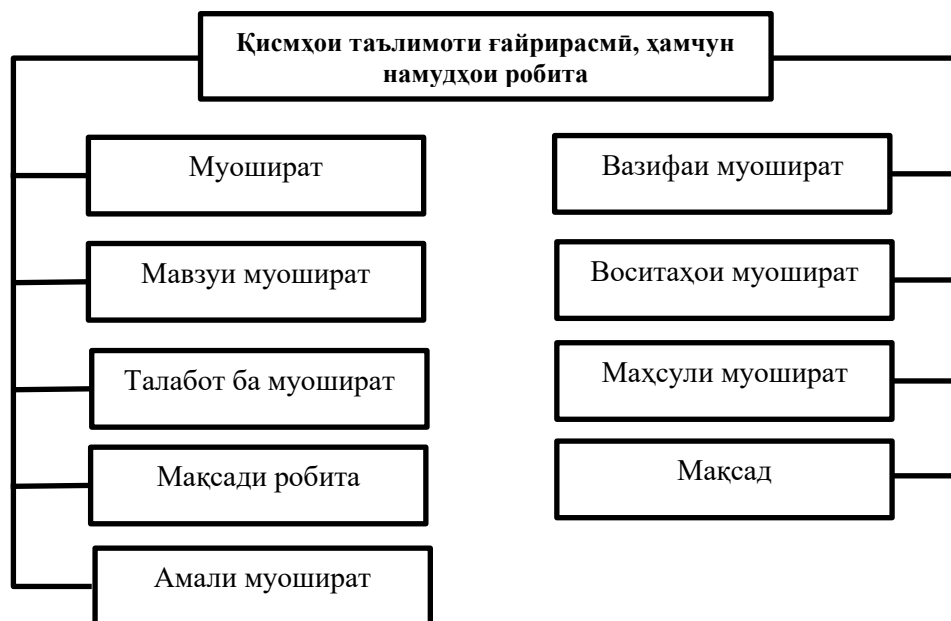 Қисмҳои таълимоти ғайрирасмӣ, ҳамчун
намудҳои робита
Муошират
Мавзуи муошират
Талабот ба муошират
Мақсади робита
Амали муошират
Вазифаи муошират
Воситаҳои муошират
Маҳсули муошират
Мақсад